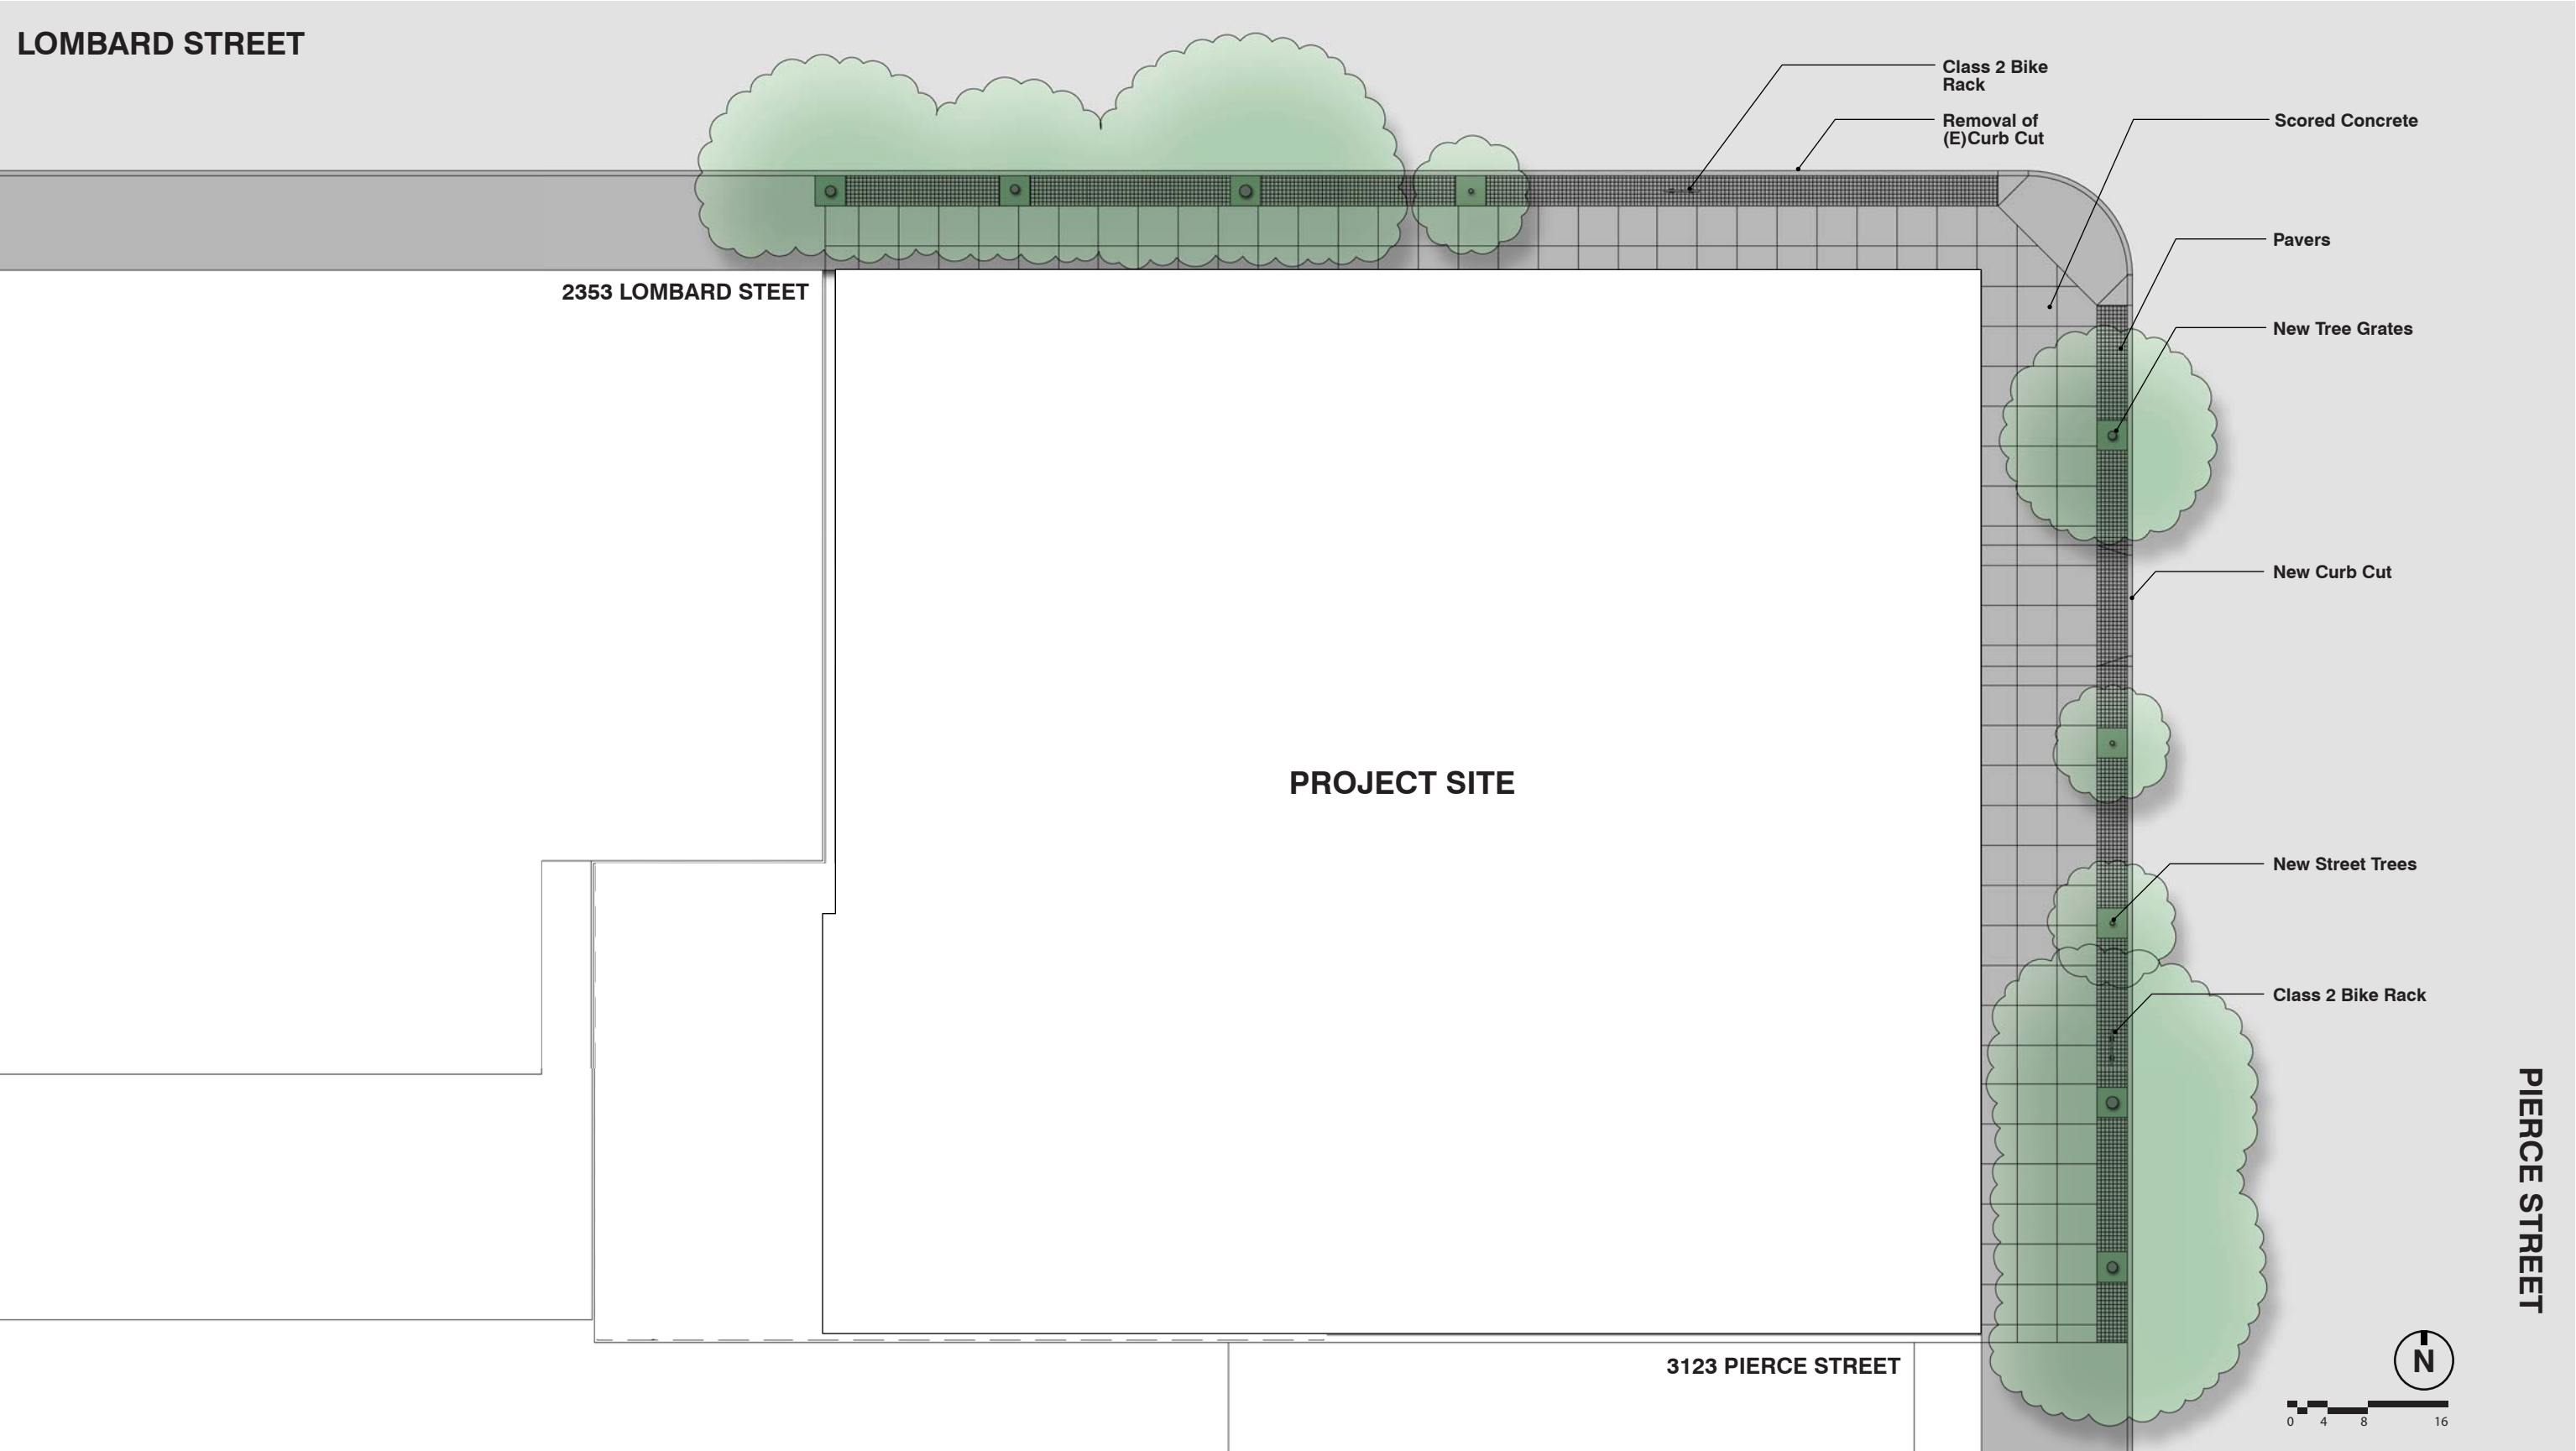 LOMBARD STREET
Class 2 Bike
Rack
Removal of
(E)Curb Cut
Scored Concrete
Pavers
New Tree Grates
2353 LOMBARD STEET
New Curb Cut
PROJECT SITE
New Street Trees
Class 2 Bike Rack
PIERCE STREET
3123 PIERCE STREET
N
0 4 8 16